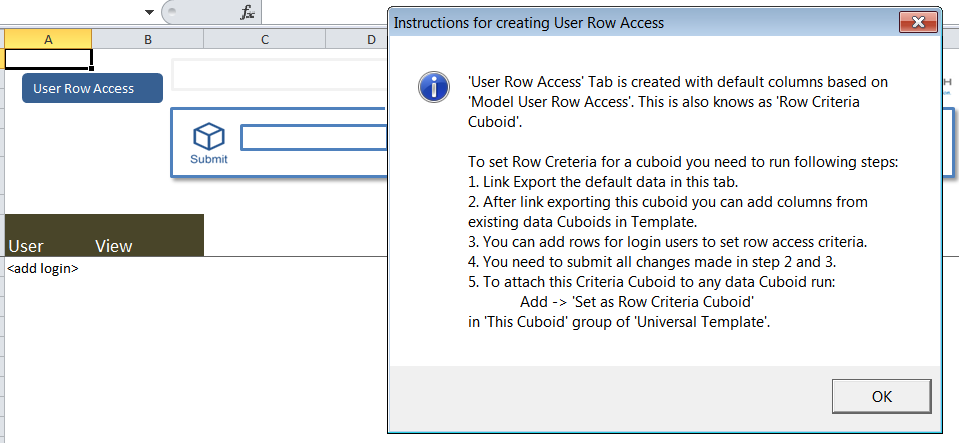 fx
A B C D
Instructions for creating User Row Access
User Row Access
H
Submit
User View
<add login>
'User Row Access' Tab is created with default columns based on
'Model User Row Access'. This is also knows as 'Row Criteria
Cuboid'.
To set Row Creteria for a cuboid you need to run following steps:
1. Link Export the default data in this tab.
2. After link exporting this cuboid you can add columns from
existing data Cuboids in Template.
3. You can add rows for login users to set row access criteria.
4. You need to submit all changes made in step 2 and 3.
5. To attach this Criteria Cuboid to any data Cuboid run:
Add -> 'Set as Row Criteria Cuboid'
in 'This Cuboid' group of 'Universal Template'.
OK